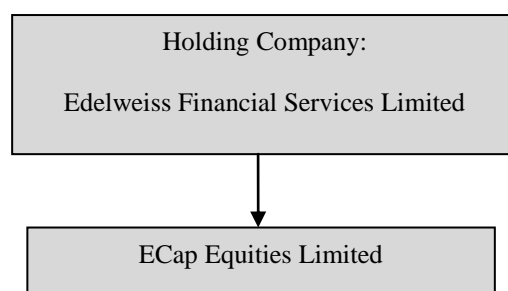 Holding Company:
Edelweiss Financial Services Limited
ECap Equities Limited